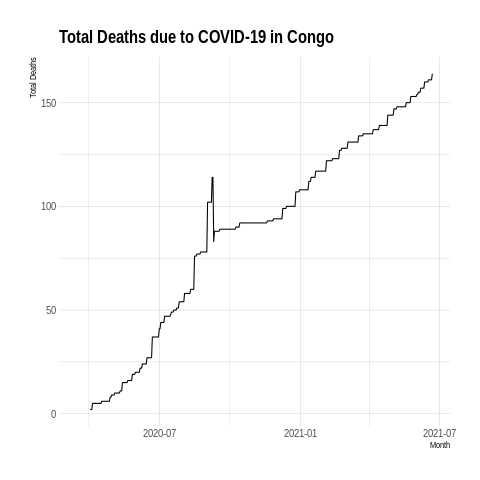 Total Deaths due to COVID-19 in Congo
Total Deaths
150
100
50
0
2020-07
2021-01
2021-07
Month